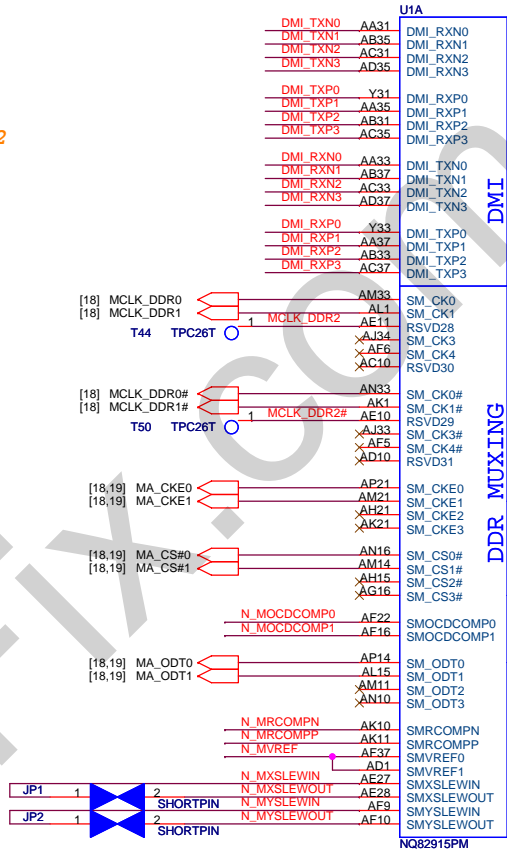 U1A
DMI_TXN0 AA31 DMI_RXN0
DMI_TXN1 AB35 DMI_RXN1
DMI_TXN2 AC31 DMI_RXN2
DMI_TXN3 AD35 DMI_RXN3
DMI_TXP0 Y31 DMI_RXP0
DMI_TXP1 AA35 DMI_RXP1
DMI_TXP2 AB31 DMI_RXP2
DMI_TXP3 AC35 DMI_RXP3
DMI_RXN0 AA33 DMI_TXN0
DMI_RXN1 AB37 DMI_TXN1
DMI_RXN2 AC33 DMI_TXN2
DMI_RXN3 AD37 DMI_TXN3
DMI
DMI_RXP0 Y33 DMI_TXP0
DMI_RXP1 AA37 DMI_TXP1
DMI_RXP2 AB33 DMI_TXP2
DMI_RXP3 AC37 DMI_TXP3
[18] MCLK_DDR0 AM33 SM_CK0
[18] MCLK_DDR1 AL1 SM_CK1
T44 TPC26T 1 MCLK_DDR2 AE11 RSVD28
AJ34 SM_CK3
AF6 SM_CK4
AC10 RSVD30
[18] MCLK_DDR0# AN33 SM_CK0#
[18] MCLK_DDR1# AK1 SM_CK1#
T50 TPC26T 1 MCLK_DDR2# AE10 RSVD29
AJ33 SM_CK3#
AF5 SM_CK4#
AD10 RSVD31
DDR MUXING
[18,19] MA_CKE0 AP21 SM_CKE0
[18,19] MA_CKE1 AM21 SM_CKE1
AH21 SM_CKE2
AK21 SM_CKE3
[18,19] MA_CS#0 AN16 SM_CS0#
[18,19] MA_CS#1 AM14 SM_CS1#
AH15 SM_CS2#
AG16 SM_CS3#
N_MOCDCOMP0 AF22 SMOCDCOMP0
N_MOCDCOMP1 AF16 SMOCDCOMP1
[18,19] MA_ODT0 AP14 SM_ODT0
[18,19] MA_ODT1 AL15 SM_ODT1
AM11 SM_ODT2
AN10 SM_ODT3
N_MRCOMPN AK10 SMRCOMPN
N_MRCOMPP AK11 SMRCOMPP
N_MVREF AF37 SMVREF0
AD1 SMVREF1
N_MXSLEWIN AE27 SMXSLEWIN
JP1 1 2 SHORTPIN N_MXSLEWOUT AE28 SMXSLEWOUT
N_MYSLEWIN AF9 SMYSLEWIN
JP2 1 2 SHORTPIN N_MYSLEWOUT AF10 SMYSLEWOUT
NQ82915PM